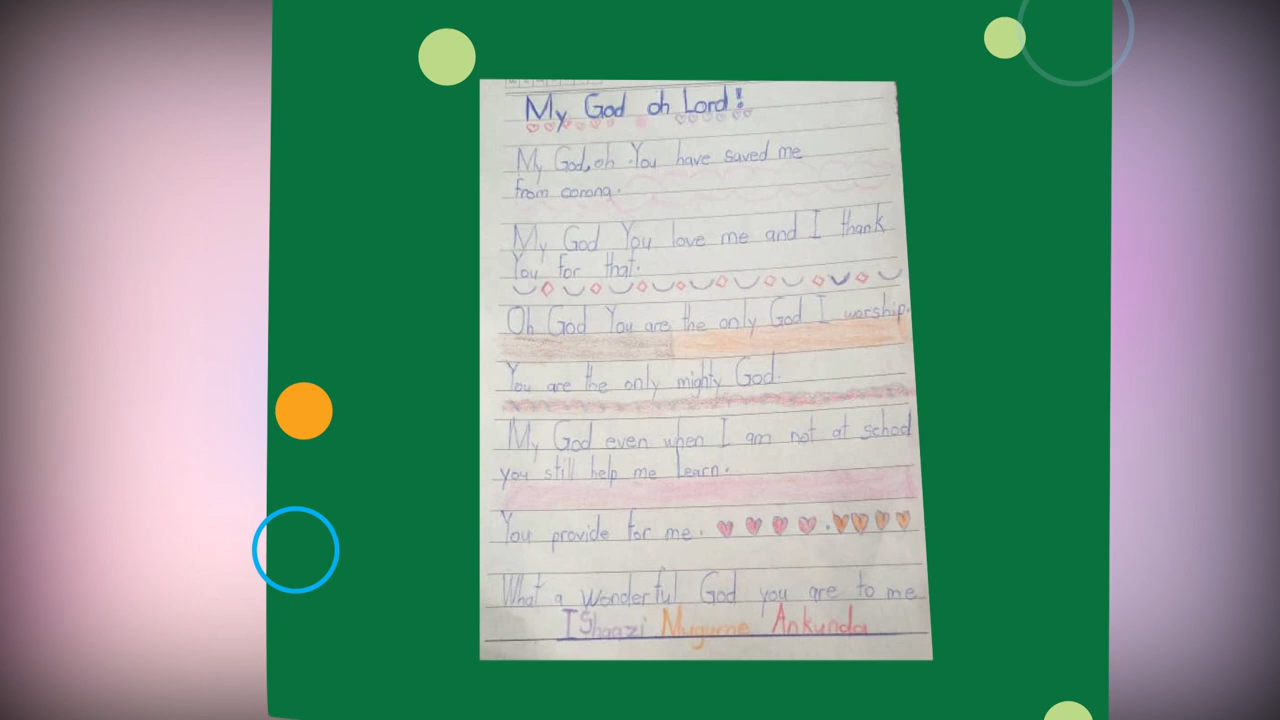 My God oh Lord!
My God, oh You have saved me
from corona.
My God You love me and I thank
You for that.
Oh God You are the only God I worship.
You are the only mighty God.
My God even when I am not at school
you still help me learn.
You provide for me.
What a wonderful God you are to me
IShaazi Mugume Ankunda